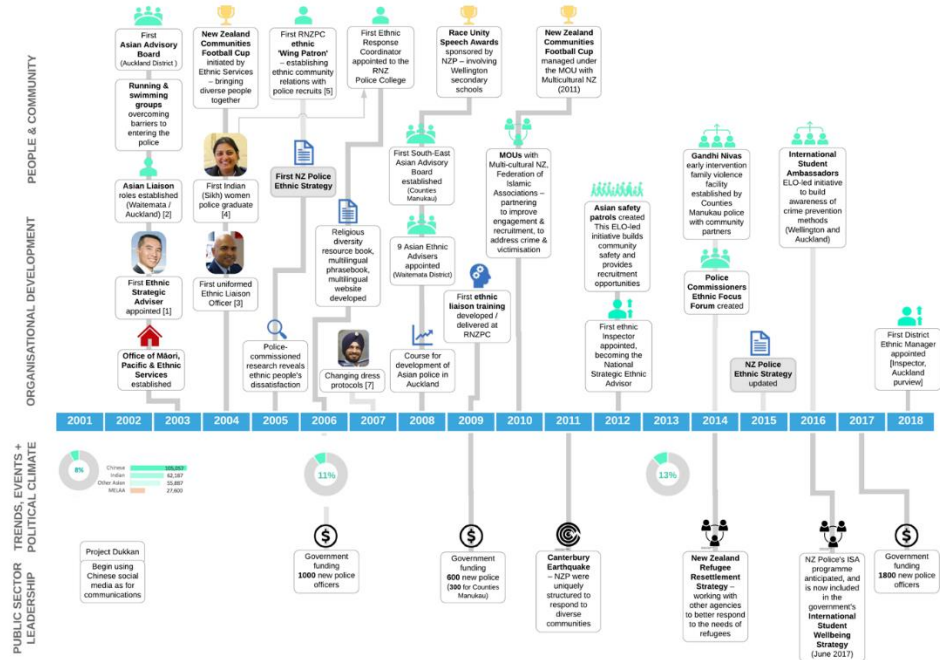 PEOPLE & COMMUNITY
First
Asian Advisory
Board
(Auckland District )
Running &
swimming
groups
overcoming
barriers to
entering the
police
Asian Liaison
roles established
(Waitemata /
Auckland) [2]
First Ethnic
Strategic
Adviser
appointed [1]
Office of Māori,
Pacific & Ethnic
Services
established
New Zealand
Communities
Football Cup
initiated by
Ethnic Services
– bringing
diverse people
together
First Indian
(Sikh) women
police graduate
[4]
First uniformed
Ethnic Liaison
Officer [3]
First RNZPC
ethnic
'Wing Patron'
– establishing
ethnic community
relations with
police recruits [5]
First NZ Police
Ethnic Strategy
Police-
commissioned
research reveals
ethnic people's
dissatisfaction
First Ethnic
Response
Coordinator
appointed to the
RNZ
Police College
Religious
diversity
resource book,
multilingual
phrasebook,
multilingual
website
developed
Changing dress
protocols [7]
Race Unity
Speech Awards
sponsored by
NZP – involving
Wellington
secondary
schools
First South-East
Asian Advisory
Board
established
(Counties
Manukau)
9 Asian Ethnic
Advisers
appointed
(Waitemata District)
Course for
development of
Asian police in
Auckland
First ethnic
liaison training
developed /
delivered at
RNZPC
New Zealand
Communities
Football Cup
managed under
the MOU with
Multicultural NZ
(2011)
MOUs with
Multi-cultural NZ,
Federation of
Islamic
Associations –
partnering
to improve
engagement &
recruitment, to
address crime &
victimisation
Asian safety
patrols created
This ELO-led
initiative builds
community
safety and
provides
recruitment
opportunities
First ethnic
Inspector
appointed,
becoming the
National
Strategic Ethnic
Advisor
Gandhi Nivas
early intervention
family violence
facility
established by
Counties
Manukau police
with community
partners
Police
Commissioners
Ethnic Focus
Forum created
NZ Police
Ethnic Strategy
updated
International
Student
Ambassadors
ELO-led initiative
to build
awareness of
crime prevention
methods
(Wellington and
Auckland)
First District
Ethnic Manager
appointed
[Inspector,
Auckland
purview]
ORGANISATIONAL DEVELOPMENT
2001 2002 2003 2004 2005 2006 2007 2008 2009 2010 2011 2012 2013 2014 2015 2016 2017 2018
TRENDS, EVENTS +
POLITICAL CLIMATE
8%
Chinese
Indian 62,187
Other Asian
MELAA 27,600
11%
13%
PUBLIC SECTOR
LEADERSHIP
Project Dukkan
Begin using
Chinese social
media as for
communications
Government
funding
1000 new police
officers
Government
funding
600 new police
(300 for Counties
Manukau)
Canterbury
Earthquake
– NZP were
uniquely
structured to
respond to
diverse
communities
New Zealand
Refugee
Resettlement
Strategy –
working with
other agencies
to better respond
to the needs of
refugees
NZ Police's ISA
programme
anticipated, and
is now included
in the
government's
International
Student
Wellbeing
Strategy
(June 2017)
Government
funding
1800 new police
officers